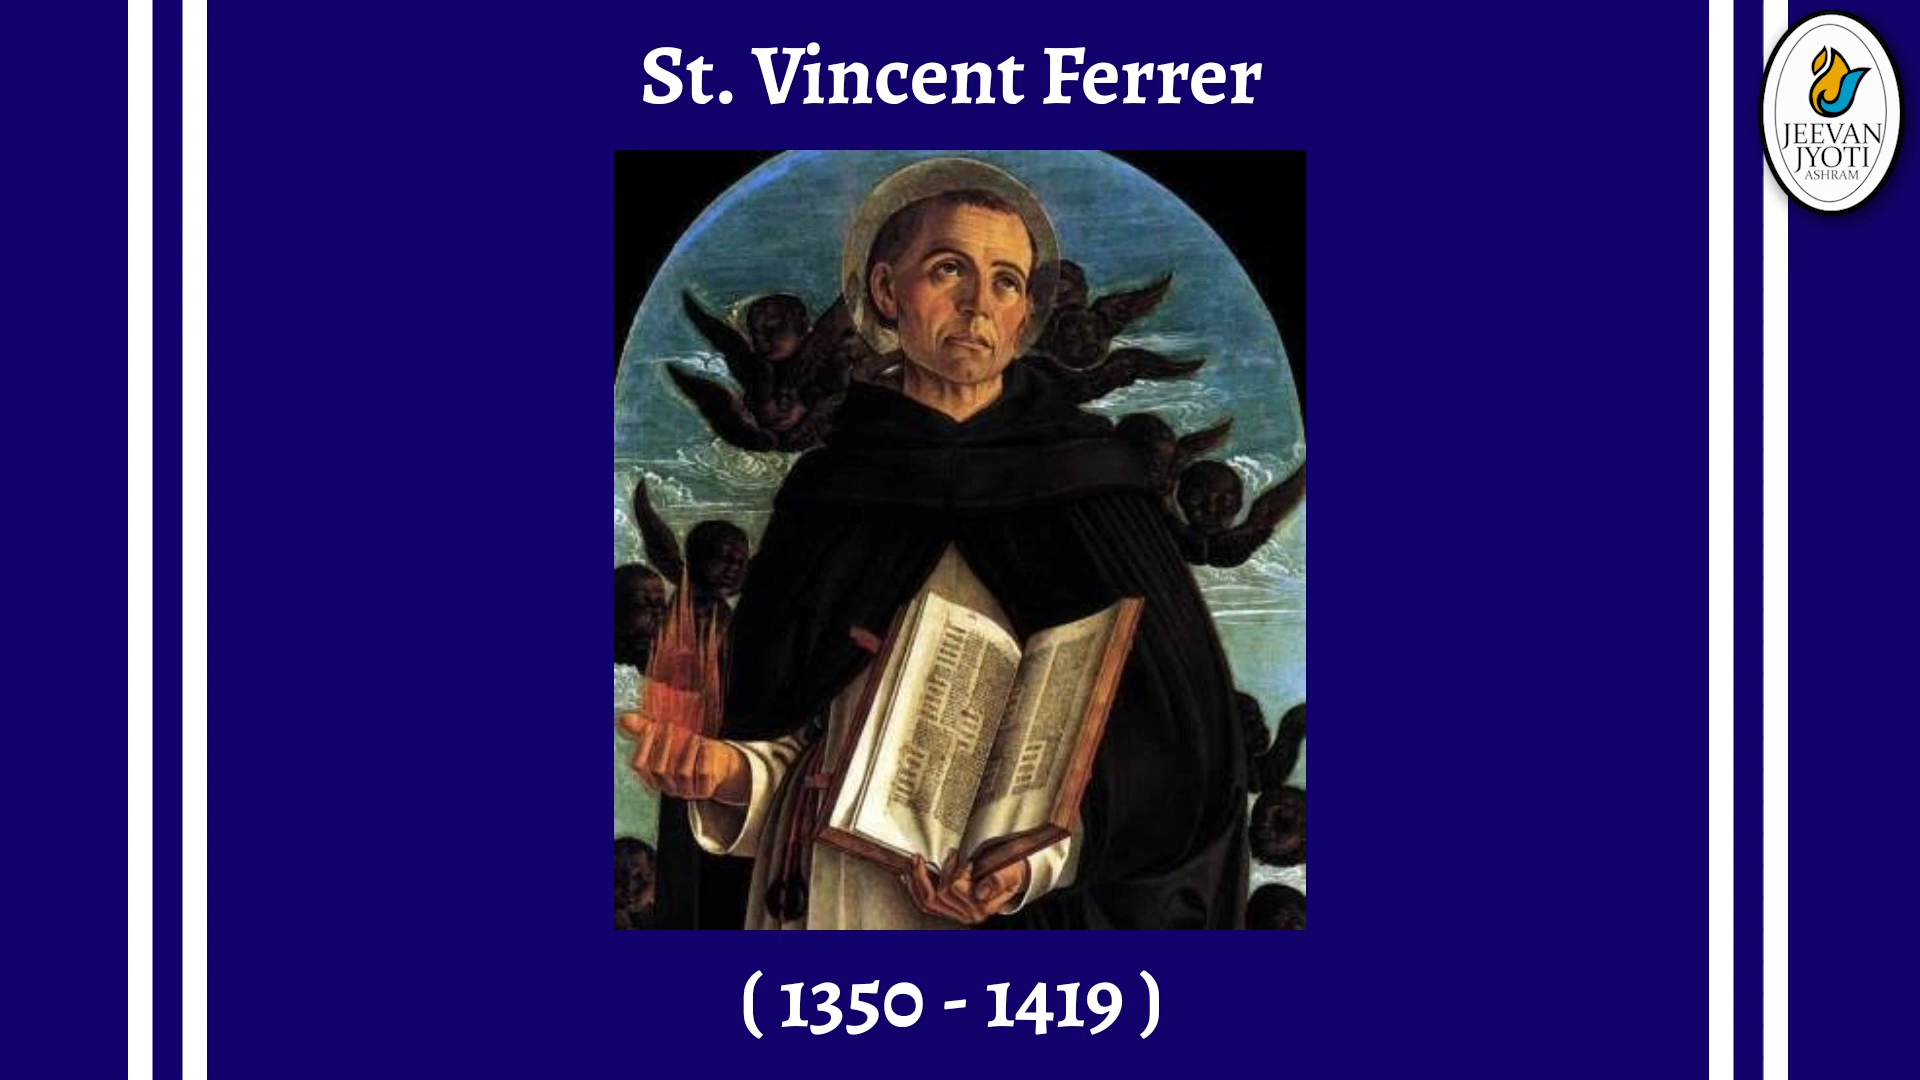 St. Vincent Ferrer
JEEVAN
JYOTI
ASHRAM
( 1350 - 1419 )